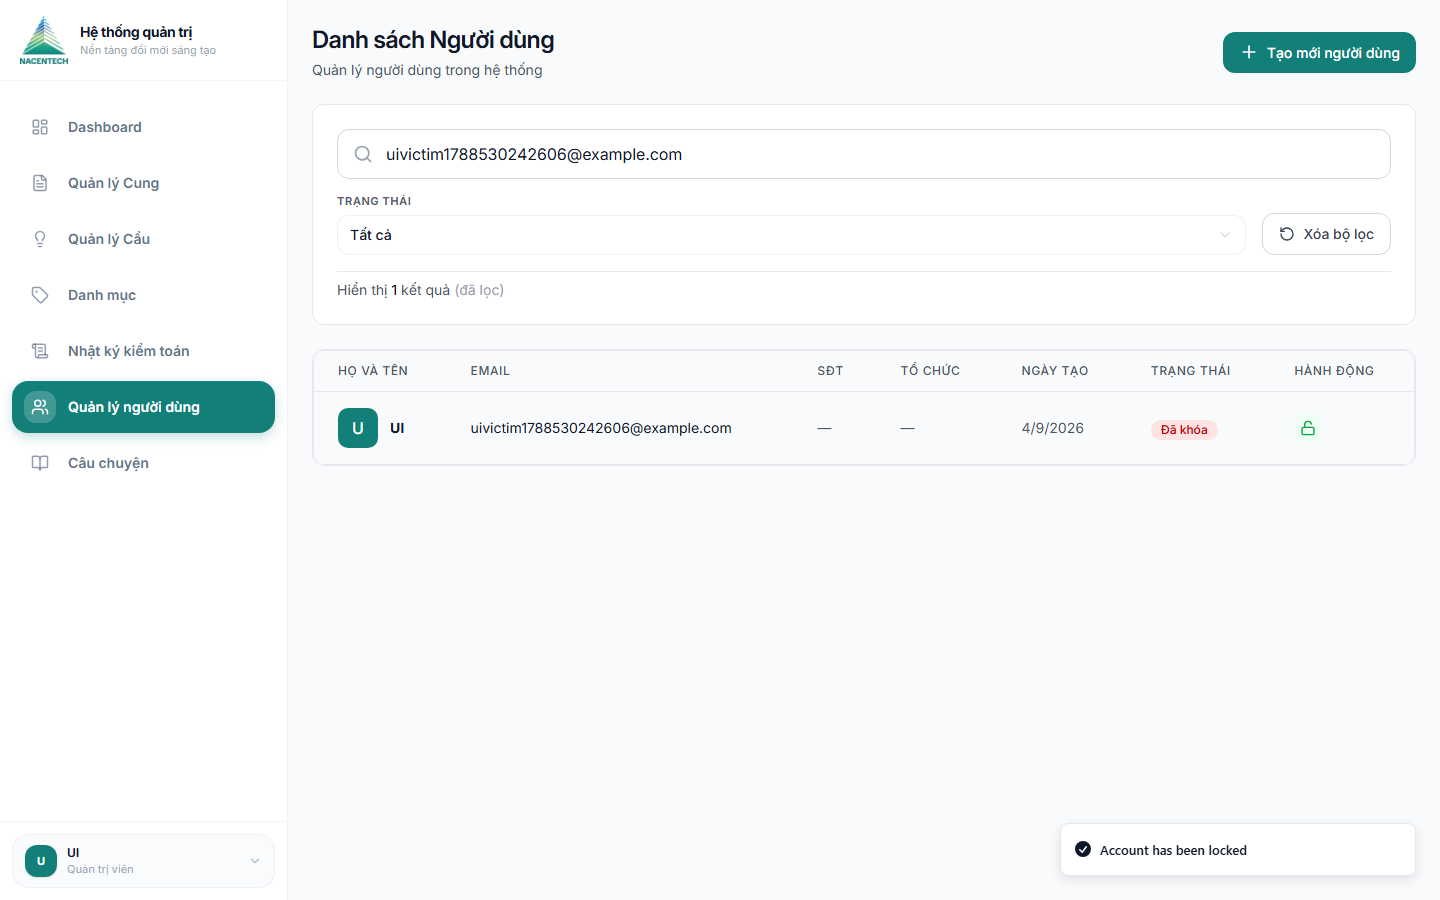 NACENTECH
Hệ thống quản trị
Nền tảng đổi mới sáng tạo
Dashboard
Quản lý Cung
Quản lý Cầu
Danh mục
Nhật ký kiểm toán
Quản lý người dùng
Câu chuyện
U
UI
Quản trị viên
Danh sách Người dùng
Quản lý người dùng trong hệ thống
Tạo mới người dùng
uivictim1788530242606@example.com
TRẠNG THÁI
Tất cả
Xóa bộ lọc
Hiển thị 1 kết quả (đã lọc)
HỌ VÀ TÊN EMAIL SĐT TỔ CHỨC NGÀY TẠO TRẠNG THÁI HÀNH ĐỘNG
U UI uivictim1788530242606@example.com — — 4/9/2026 Đã khóa
Account has been locked